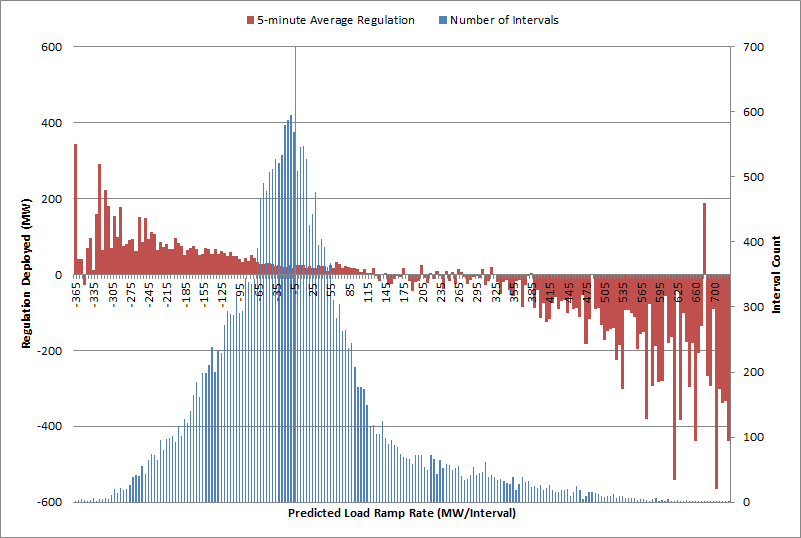 5-minute Average Regulation Number of Intervals
600 700
600
400
500
200
400
0
300
-200
200
-400
100
-600 0
-365 -335 -305 -275 -245 -215 -185 -155 -125 -95 -65 -35 -5 25 55 85 115 145 175 205 235 265 295 325 355 385 415 445 475 505 535 565 595 625 660 700
Regulation Deployed (MW)
Interval Count
Predicted Load Ramp Rate (MW/Interval)